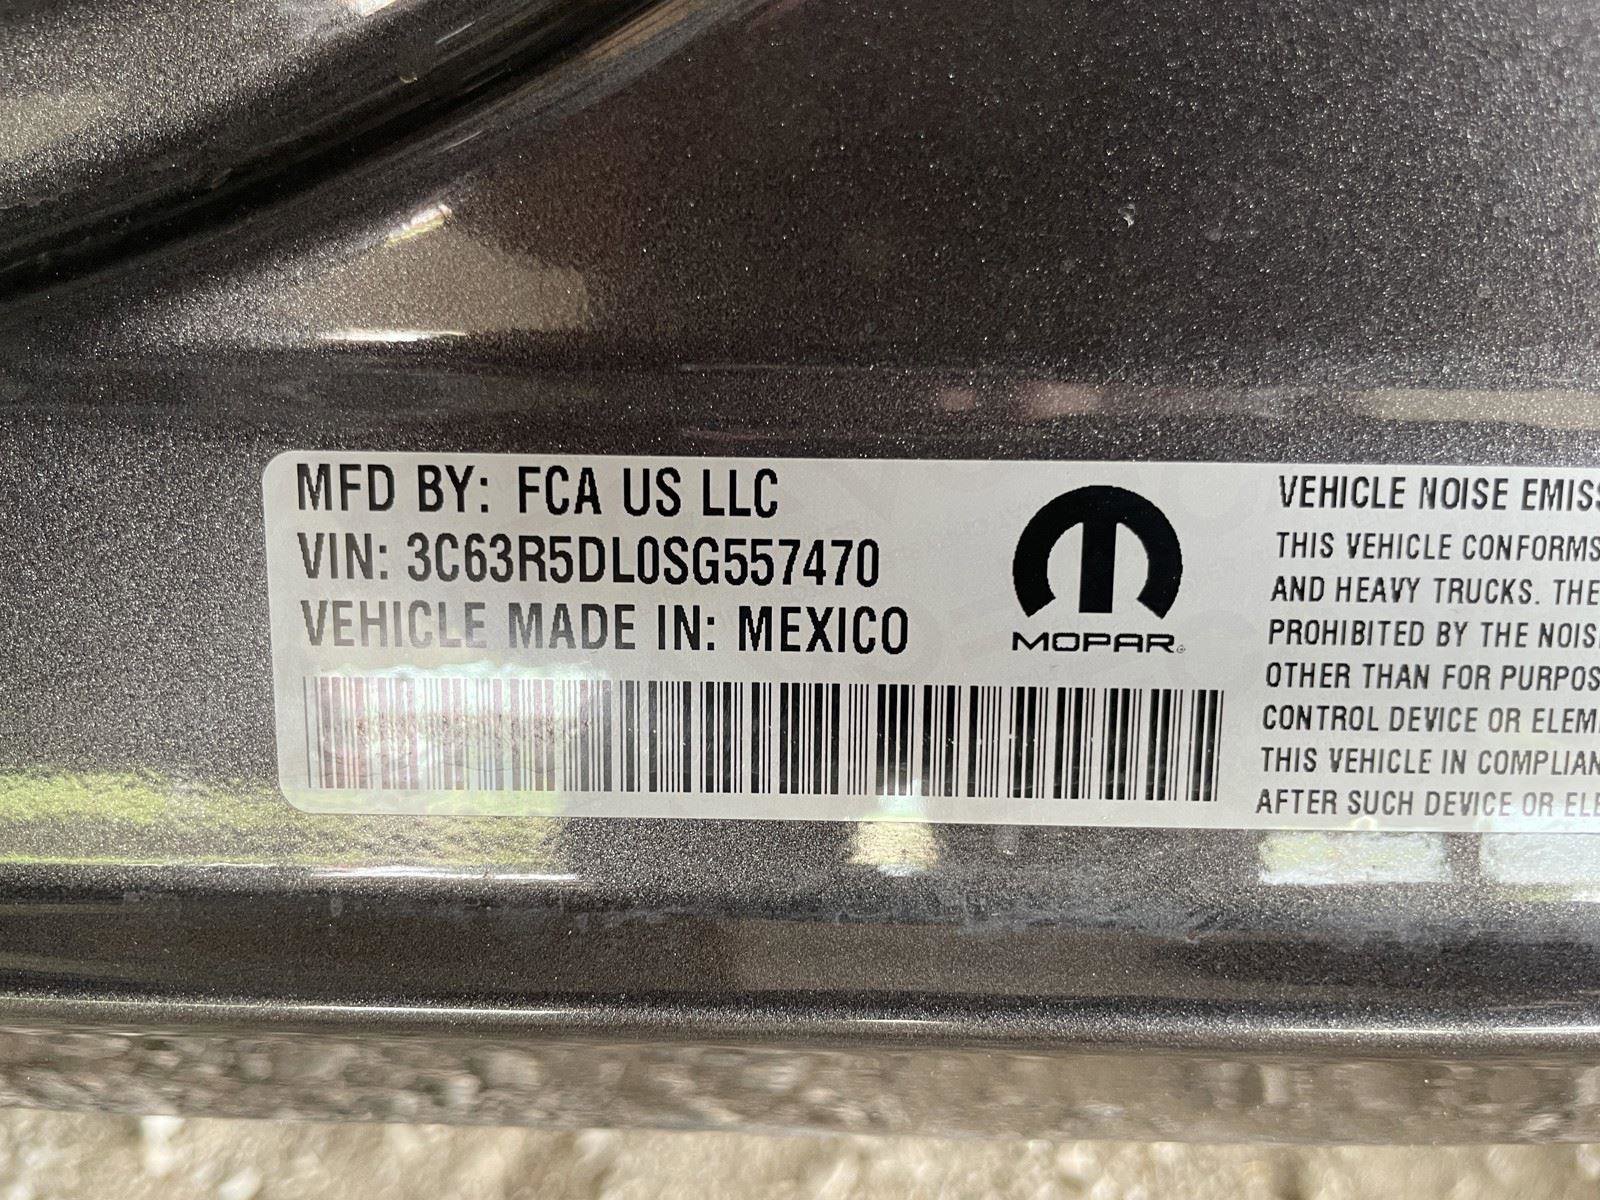 MFD BY: FCA US LLC
VIN: 3C63R5DL0SG557470
VEHICLE MADE IN: MEXICO
MOPAR
VEHICLE NOISE EMISS
THIS VEHICLE CONFORMS
AND HEAVY TRUCKS. THE
PROHIBITED BY THE NOIS
OTHER THAN FOR PURPOS
CONTROL DEVICE OR ELEM
THIS VEHICLE IN COMPLIAN
AFTER SUCH DEVICE OR ELE